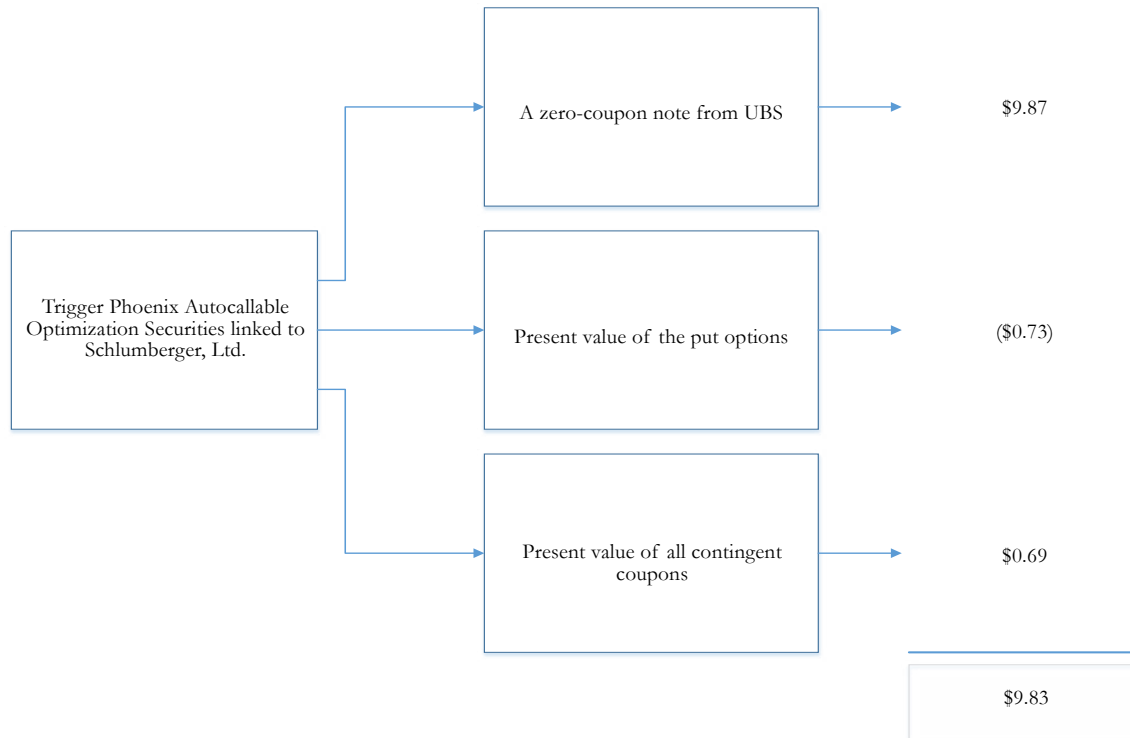 A zero-coupon note from UBS
$9.87
Trigger Phoenix Autocallable
Optimization Securities linked to
Schlumberger, Ltd.
Present value of the put options
($0.73)
Present value of all contingent
coupons
$0.69
$9.83